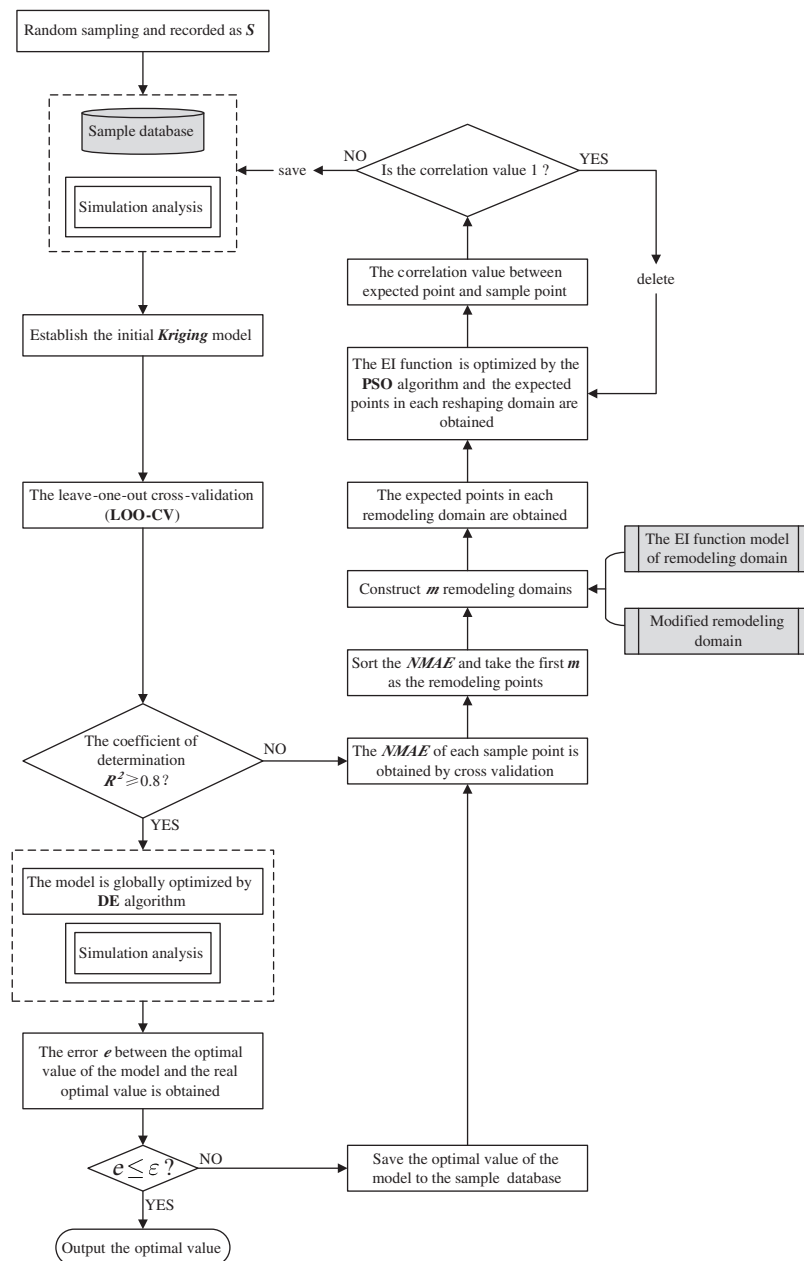 Random sampling and recorded as S
Sample database
Simulation analysis
Establish the initial Kriging model
The leave-one-out cross-validation
(LOO-CV)
The coefficient of
determination
R²≥0.8?
NO
YES
The model is globally optimized by
DE algorithm
Simulation analysis
The error e between the optimal
value of the model and the real
optimal value is obtained
e≤ε?
NO
YES
Output the optimal value
Save the optimal value of the
model to the sample database
The NMAE of each sample point is
obtained by cross validation
Sort the NMAE and take the first m
as the remodeling points
Construct m remodeling domains
The EI function model
of remodeling domain
Modified remodeling
domain
The expected points in each
remodeling domain are obtained
The EI function is optimized by the
PSO algorithm and the expected
points in each reshaping domain are
obtained
The correlation value between
expected point and sample point
Is the correlation value 1 ?
NO
save
YES
delete